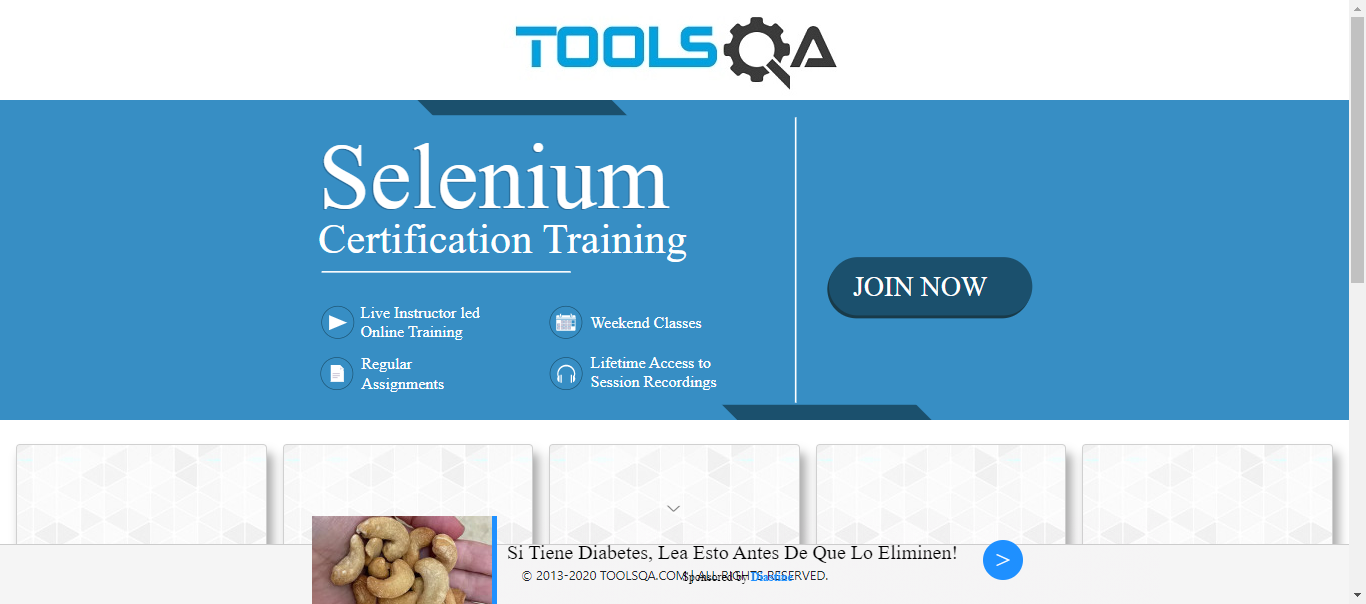 TOOLSQA
Selenium
Certification Training
JOIN NOW
Live Instructor led
Online Training
Weekend Classes
Regular
Assignments
Lifetime Access to
Session Recordings
Si Tiene Diabetes, Lea Esto Antes De Que Lo Eliminen!
© 2013-2020 TOOLSQA.COM | ALL RIGHTS RESERVED.
Sponsored by